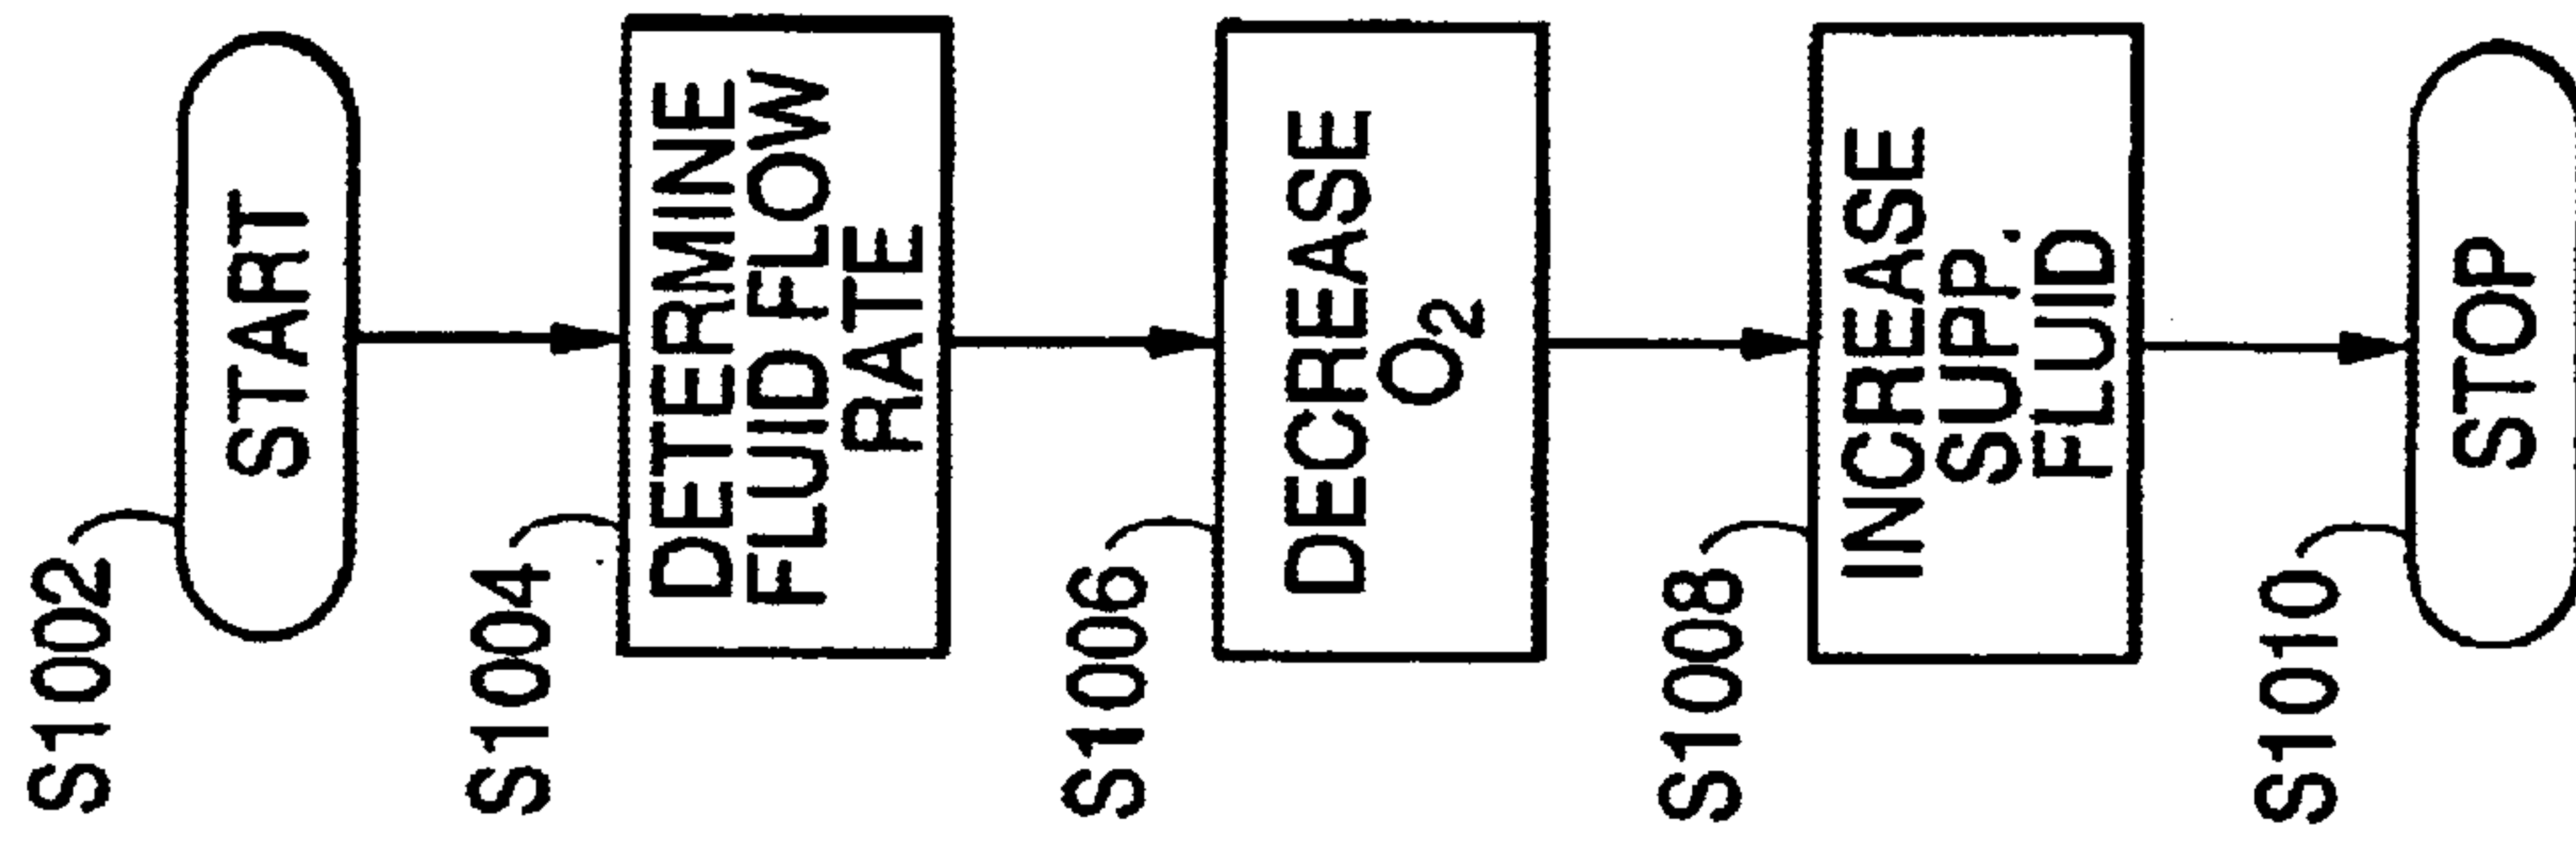 S1002
START
S1004
DETERMINE
FLUID FLOW
RATE
S1006
DECREASE
O₂
S1008
INCREASE
SUPP.
FLUID
S1010
STOP